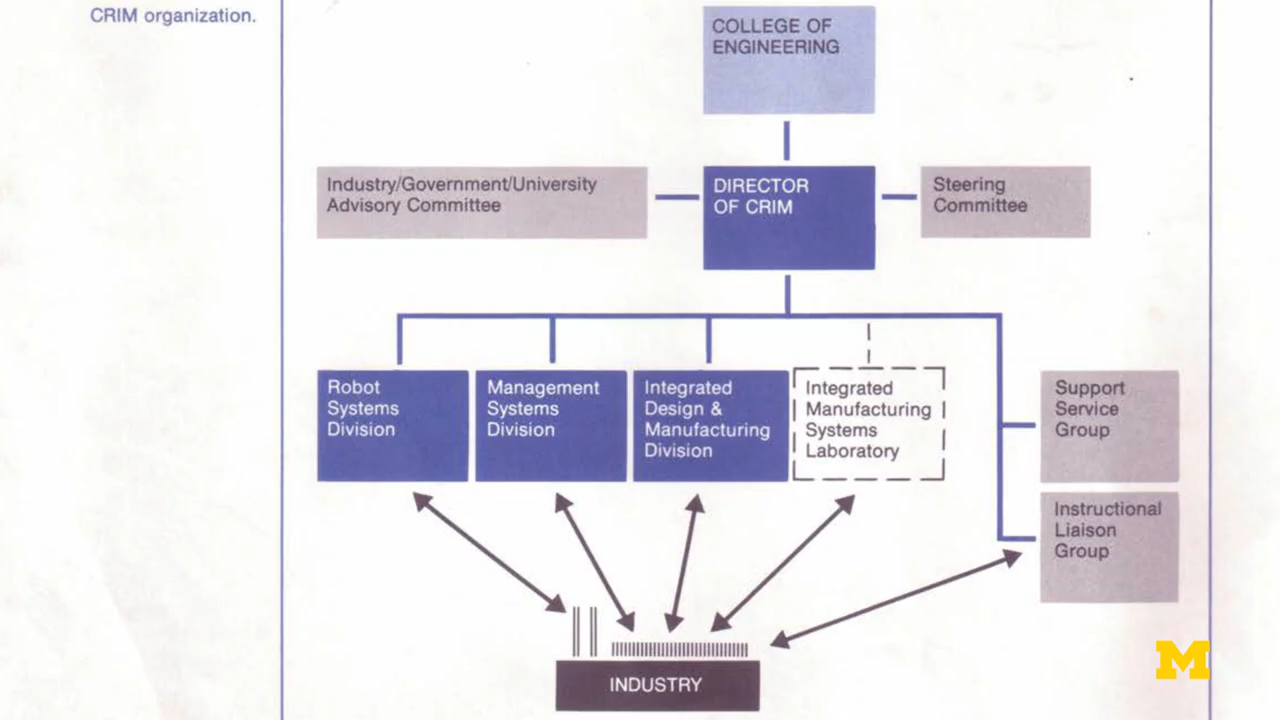 CRIM organization.
COLLEGE OF
ENGINEERING
Industry/Government/University
Advisory Committee
DIRECTOR
OF CRIM
Steering
Committee
Robot
Systems
Division
Management
Systems
Division
Integrated
Design &
Manufacturing
Division
Integrated
Manufacturing
Systems
Laboratory
Support
Service
Group
Instructional
Liaison
Group
INDUSTRY
M